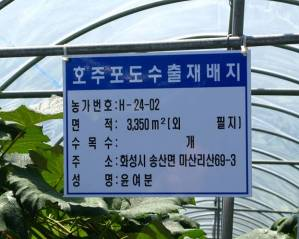 호주포도수출재배지
농가번호: H-24-02
면 적: 3,350 m²(외 필지)
수 목 수: 개
주 소: 화성시 송산면 마산리산69-3
성 명: 윤여분